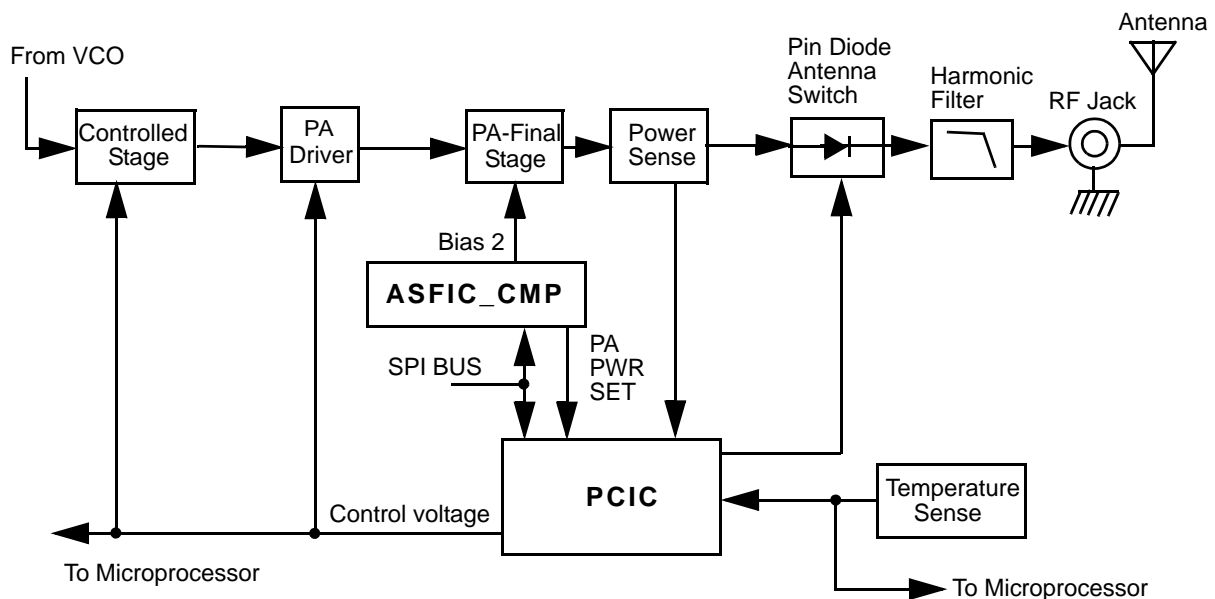 Antenna
From VCO
Pin Diode
Antenna
Switch
Harmonic
Filter
RF Jack
Controlled
Stage
PA
Driver
PA-Final
Stage
Power
Sense
Bias 2
ASFIC_CMP
SPI BUS
PA
PWR
SET
PCIC
Temperature
Sense
Control voltage
To Microprocessor
To Microprocessor